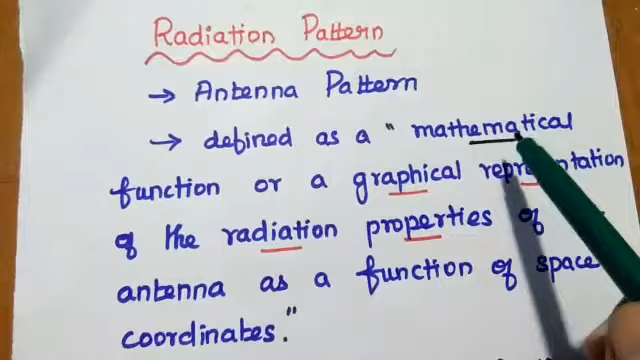 Radiation Pattern
→ Antenna Pattern
→ defined as a "mathematical
function or a graphical representation
of the radiation properties of
antenna as a function of space
coordinates."